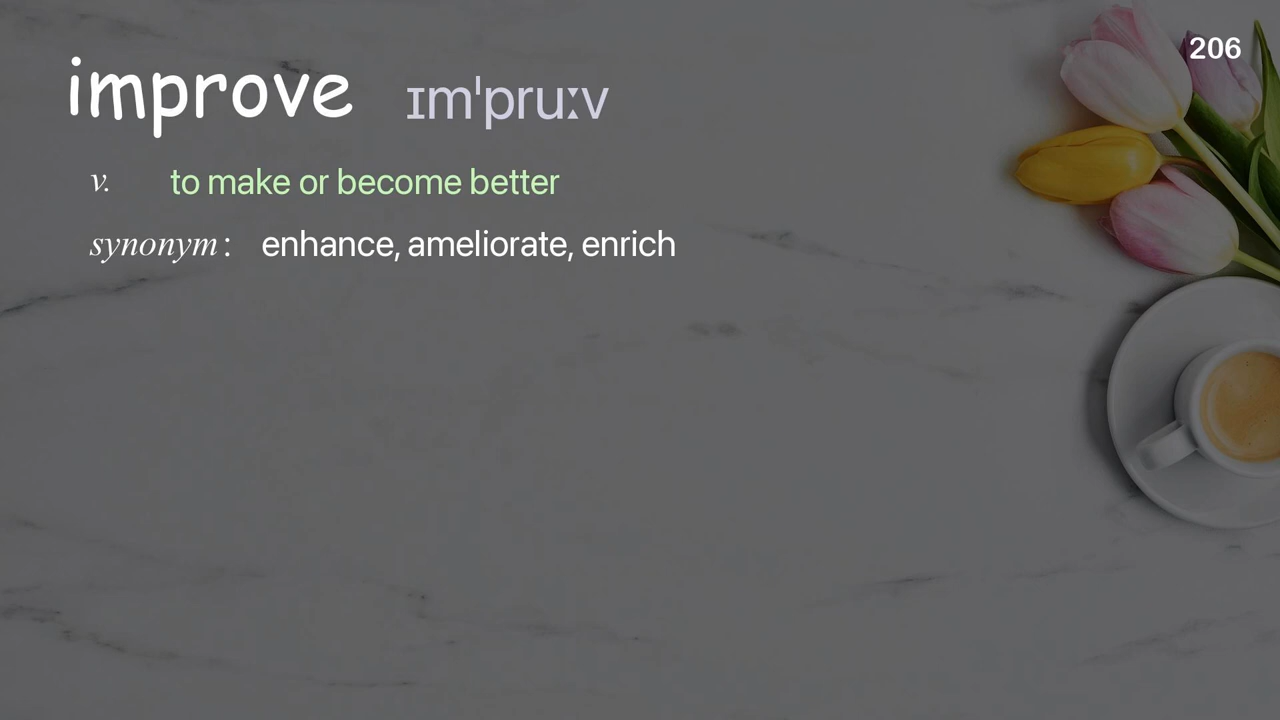 206
improve ɪmˈpruːv
v. to make or become better
synonym: enhance, ameliorate, enrich